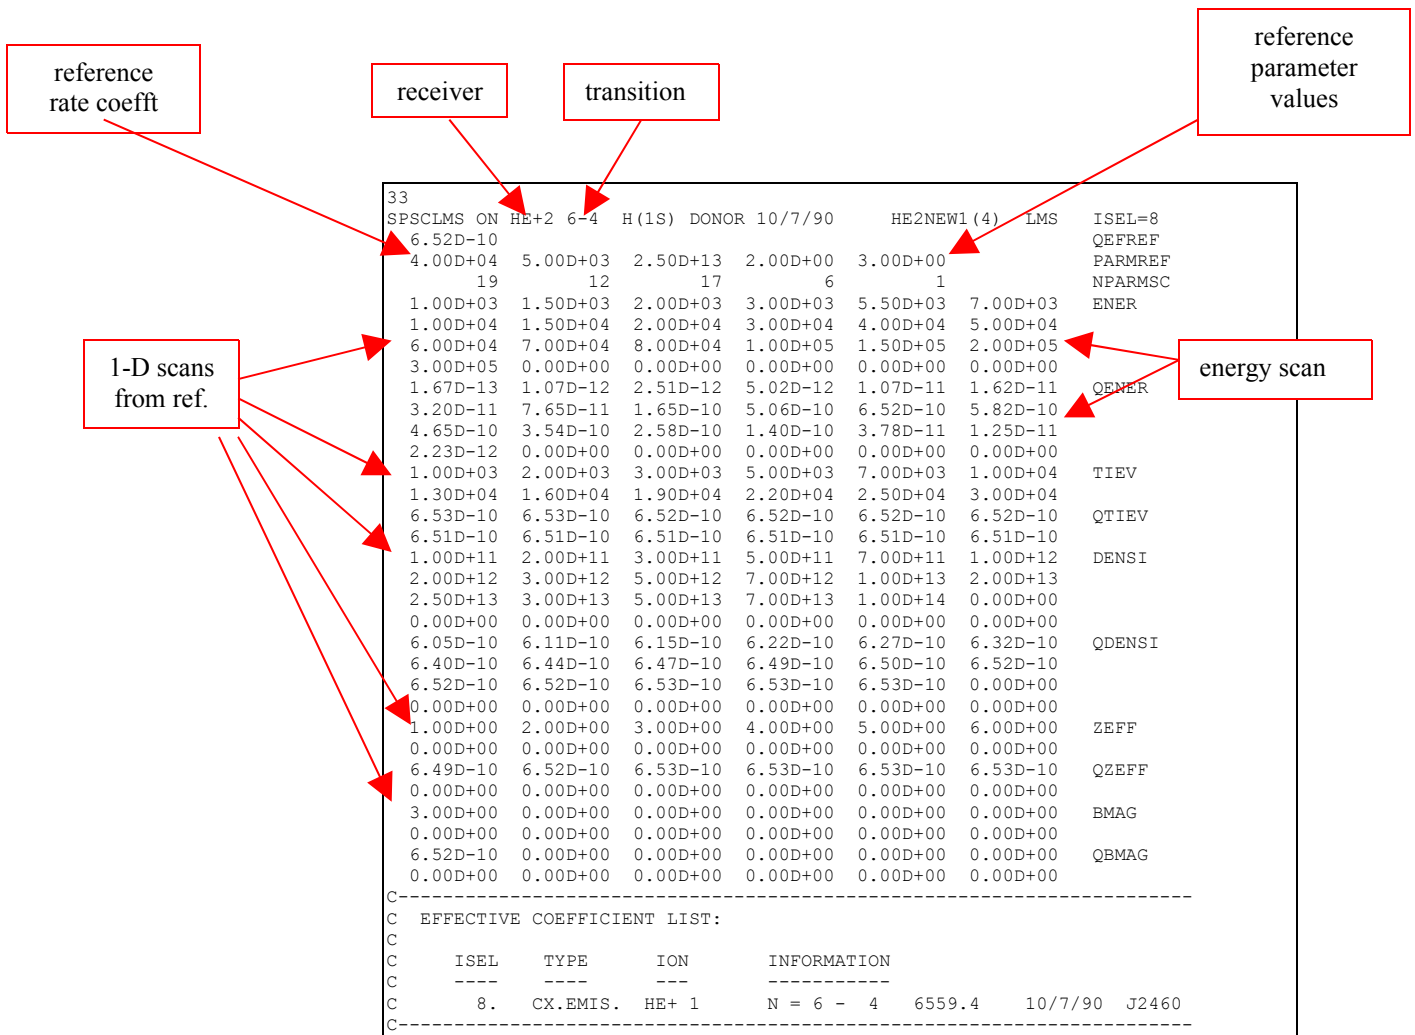 reference
rate coefft
receiver
transition
reference
parameter
values
1-D scans
from ref.
energy scan
33
SPSCLMS ON HE+2 6-4 H(1S) DONOR 10/7/90 HE2NEW1(4) LMS ISEL=8
6.52D-10 QEFREF
4.00D+04 5.00D+03 2.50D+13 2.00D+00 3.00D+00 PARMREF
19 12 17 6 1 NPARMSC
1.00D+03 1.50D+03 2.00D+03 3.00D+03 5.50D+03 7.00D+03 ENER
1.00D+04 1.50D+04 2.00D+04 3.00D+04 4.00D+04 5.00D+04
6.00D+04 7.00D+04 8.00D+04 1.00D+05 1.50D+05 2.00D+05
3.00D+05 0.00D+00 0.00D+00 0.00D+00 0.00D+00 0.00D+00
1.67D-13 1.07D-12 2.51D-12 5.02D-12 1.07D-11 1.62D-11 QENER
3.20D-11 7.65D-11 1.65D-10 5.06D-10 6.52D-10 5.82D-10
4.65D-10 3.54D-10 2.58D-10 1.40D-10 3.78D-11 1.25D-11
2.23D-12 0.00D+00 0.00D+00 0.00D+00 0.00D+00 0.00D+00
1.00D+03 2.00D+03 3.00D+03 5.00D+03 7.00D+03 1.00D+04 TIEV
1.30D+04 1.60D+04 1.90D+04 2.20D+04 2.50D+04 3.00D+04
6.53D-10 6.53D-10 6.52D-10 6.52D-10 6.52D-10 6.52D-10 QTIEV
6.51D-10 6.51D-10 6.51D-10 6.51D-10 6.51D-10 6.51D-10
1.00D+11 2.00D+11 3.00D+11 5.00D+11 7.00D+11 1.00D+12 DENSI
2.00D+12 3.00D+12 5.00D+12 7.00D+12 1.00D+13 2.00D+13
2.50D+13 3.00D+13 5.00D+13 7.00D+13 1.00D+14 0.00D+00
0.00D+00 0.00D+00 0.00D+00 0.00D+00 0.00D+00 0.00D+00
6.05D-10 6.11D-10 6.15D-10 6.22D-10 6.27D-10 6.32D-10 QDENSI
6.40D-10 6.44D-10 6.47D-10 6.49D-10 6.50D-10 6.52D-10
6.52D-10 6.52D-10 6.53D-10 6.53D-10 6.53D-10 0.00D+00
0.00D+00 0.00D+00 0.00D+00 0.00D+00 0.00D+00 0.00D+00
1.00D+00 2.00D+00 3.00D+00 4.00D+00 5.00D+00 6.00D+00 ZEFF
0.00D+00 0.00D+00 0.00D+00 0.00D+00 0.00D+00 0.00D+00
6.49D-10 6.52D-10 6.53D-10 6.53D-10 6.53D-10 6.53D-10 QZEFF
0.00D+00 0.00D+00 0.00D+00 0.00D+00 0.00D+00 0.00D+00
3.00D+00 0.00D+00 0.00D+00 0.00D+00 0.00D+00 0.00D+00 BMAG
0.00D+00 0.00D+00 0.00D+00 0.00D+00 0.00D+00 0.00D+00
6.52D-10 0.00D+00 0.00D+00 0.00D+00 0.00D+00 0.00D+00 QBMAG
0.00D+00 0.00D+00 0.00D+00 0.00D+00 0.00D+00 0.00D+00
C-----------------------------------------------------------------------
C EFFECTIVE COEFFICIENT LIST:
C
C ISEL TYPE ION INFORMATION
C ---- ---- --- -----------
C 8. CX.EMIS. HE+ 1 N = 6 - 4 6559.4 10/7/90 J2460
C-----------------------------------------------------------------------